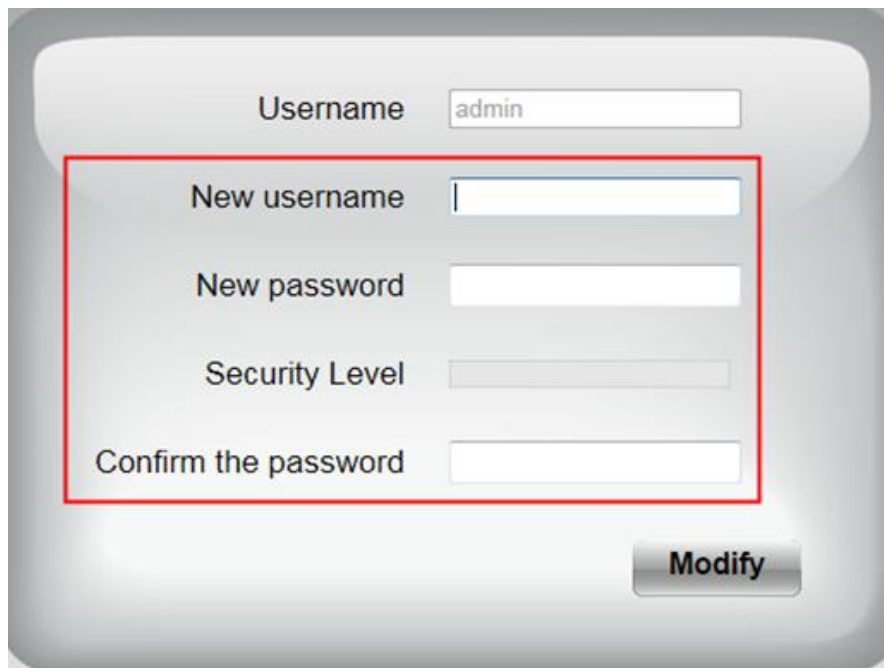 Username admin
New username
New password
Security Level
Confirm the password
Modify